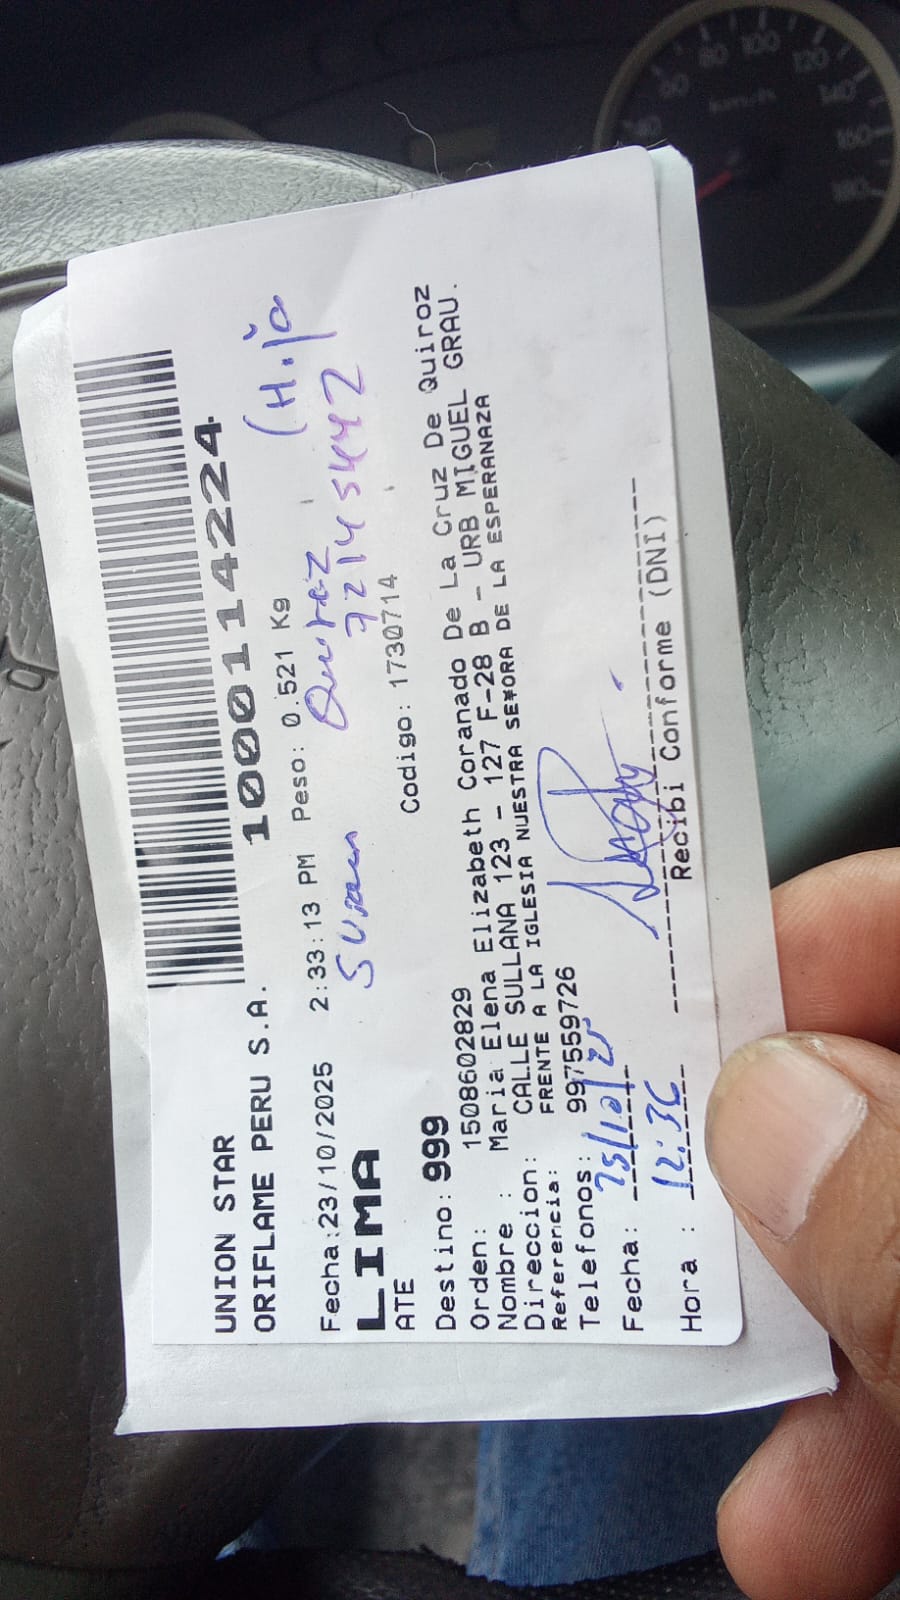 UNION STAR
ORIFLAME PERU S.A.
1000114224
Fecha:23/10/2025 2:33:13 PM Peso: 0.521 Kg
(Hija
LIMA
72145442
ATE
Codigo: 1730714
Destino: 999
Orden: 1508602829
Nombre : Maria Elena Elizabeth Coranado De La Cruz De Quiroz
Direccion: CALLE SULLANA 123 - 127 F-28 B - URB MIGUEL GRAU.
Referencia: FRENTE A LA IGLESIA NUESTRA SE¥ORA DE LA ESPERANAZA
Telefonos: 997559726
Fecha : 25/10/25
Hora : 12:36
Recibi Conforme (DNI)